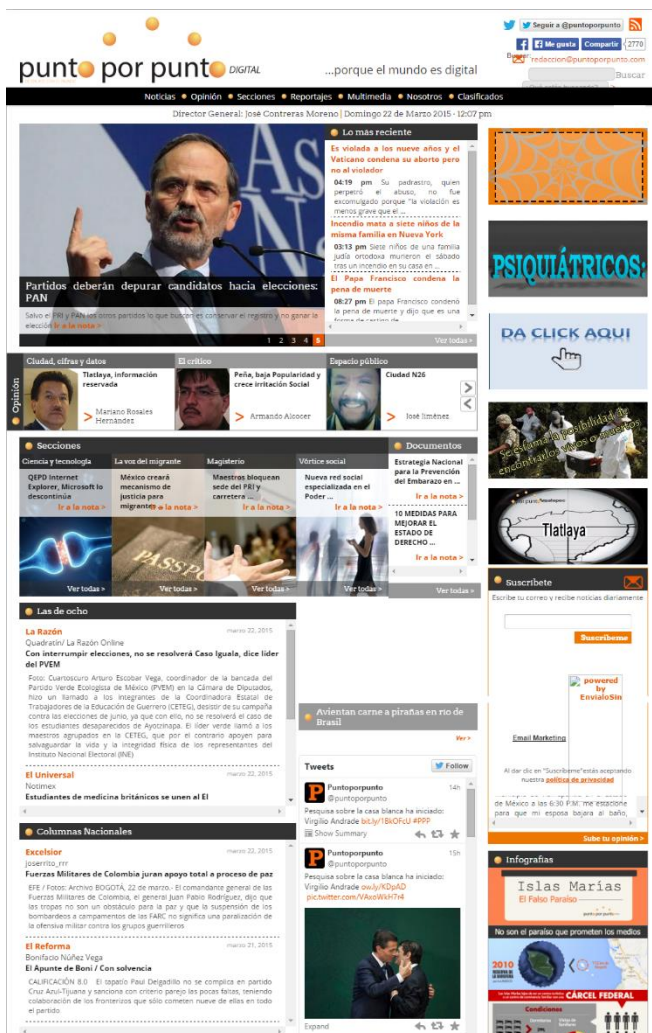 Seguir a @puntoporpunto
Me gusta Compartir 2770
redaccion@puntoporpunto.com
Buscar
punto por punto DIGITAL
...porque el mundo es digital
Noticias Opinión Secciones Reportajes Multimedia Nosotros Clasificados
Director General: José Contreras Moreno | Domingo 22 de Marzo 2015 - 12:07 pm
Partidos deberán depurar candidatos hacia elecciones:
PAN
Salvo el PRI y PAN los otros partidos lo que buscan es conservar el registro y no ganar la
elección Ir a la nota >
1 2 3 4 5
Lo más reciente
Es violada a los nueve años y el
Vaticano condena su aborto pero
no al violador
04:19 pm Su padrastro, quien
perpetró el abuso, no fue
excomulgado porque "la violación es
menos grave que el ...
Incendio mata a siete niños de la
misma familia en Nueva York
03:13 pm Siete niños de una familia
judía ortodoxa murieron el sábado
tras un incendio en su casa en ...
El Papa Francisco condena la
pena de muerte
08:27 pm El papa Francisco condenó
la pena de muerte y dijo que es una
Ver todas >
PSIQUIÁTRICOS:
DA CLICK AQUI
Se esfuma la posibilidad de
encontrarlos vivos o muertos
Tlatlaya
Opinión
Ciudad, cifras y datos
Tlatlaya, información
reservada
> Mariano Rosales
Hernández
El crítico
Peña, baja Popularidad y
crece irritación Social
> Armando Alcocer
Espacio público
Ciudad N26
> José Jiménez
Secciones
Ciencia y tecnología
QEPD Internet
Explorer, Microsoft lo
descontinúa
Ir a la nota >
Ver todas >
La voz del migrante
México creará
mecanismo de
justicia para
migrantes
Ir a la nota >
PASSPO
Ver todas >
Magisterio
Maestros bloquean
sede del PRI y
carretera ...
Ir a la nota >
Ver todas >
Vórtice social
Nueva red social
especializada en el
Poder ...
Ir a la nota >
Ver todas >
Documentos
Estrategia Nacional
para la Prevención
del Embarazo en ...
Ir a la nota >
10 MEDIDAS PARA
MEJORAR EL
ESTADO DE
DERECHO ...
Ir a la nota >
Ver todas >
Las de ocho
La Razón marzo 22, 2015
Quadratin/ La Razón Online
Con interrumpir elecciones, no se resolverá Caso Iguala, dice líder
del PVEM
Foto: Cuartoscuro Arturo Escobar Vega, coordinador de la bancada del
Partido Verde Ecologista de México (PVEM) en la Cámara de Diputados,
hizo un llamado a los integrantes de la Coordinadora Estatal de
Trabajadores de la Educación de Guerrero (CETEG), desistir de su campaña
contra las elecciones de junio, ya que con ello, no se resolverá el caso de
los estudiantes desaparecidos de Ayotzinapa. El líder verde llamó a los
maestros agrupados en la CETEG, que por el contrario apoyen para
salvaguardar la vida y la integridad física de los representantes del
Instituto Nacional Electoral (INE)
El Universal marzo 22, 2015
Notimex
Estudiantes de medicina británicos se unen al EI
Columnas Nacionales
Excelsior marzo 22, 2015
joserrito_rrr
Fuerzas Militares de Colombia juran apoyo total a proceso de paz
EFE / Fotos: Archivo BOGOTÁ, 22 de marzo.- El comandante general de las
Fuerzas Militares de Colombia, el general Juan Pablo Rodríguez, dijo que
las tropas no son un obstáculo para la paz y que la suspensión de los
bombardeos a campamentos de las FARC no significa una paralización de
la ofensiva militar contra los grupos guerrilleros
El Reforma marzo 21, 2015
Bonifacio Núñez Vega
El Apunte de Boni / Con solvencia
CALIFICACIÓN 8.0 El tapatío Paul Delgadillo no se complica en partido
Cruz Azul-Tijuana y sanciona con criterio parejo las pocas faltas, teniendo
colaboración de los fronterizos que sólo cometen nueve de ellas en todo
el partido
Avientan carne a pirañas en río de
Brasil
Ver >
Tweets Follow
Puntoporpunto 14h
@puntoporpunto
Pesquisa sobre la casa blanca ha iniciado:
Virgilio Andrade bit.ly/1BkOFcU #PPP
Show Summary
Puntoporpunto 15h
@puntoporpunto
Pesquisa sobre la casa blanca ha iniciado:
Virgilio Andrade ow.ly/KDpAD
pic.twitter.com/VAxoWkH7r4
Expand
Suscríbete
Escribe tu correo y recibe noticias diariamente
Suscríbeme
powered
by
EnvialoSin
Email Marketing
Al dar clic en "Suscríbeme" estás aceptando
nuestra política de privacidad
de México a las 6:30 P.M. me estacione
para que mi esposa bajara al baño,
Sube tu opinión >
Infografías
Islas Marías
El Falso Paraíso
punto por punto
No son el paraíso que prometen los medios
2010
CÁRCEL FEDERAL
Condiciones